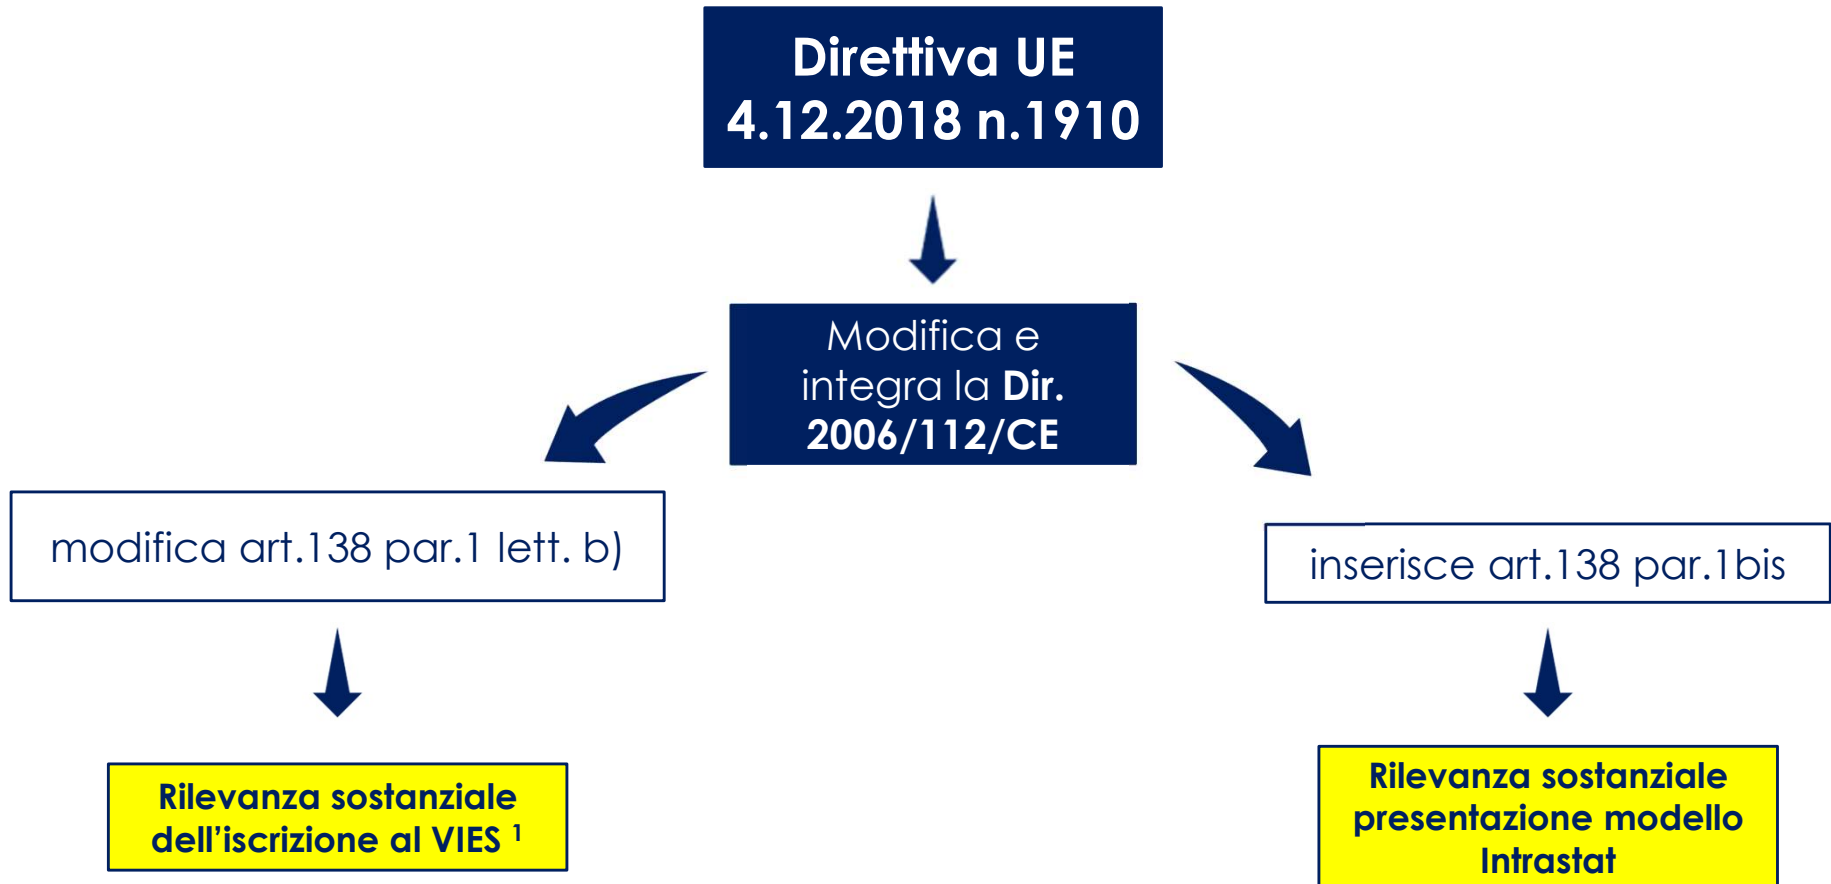 Direttiva UE
4.12.2018 n.1910
Modifica e
integra la Dir.
2006/112/CE
modifica art.138 par.1 lett. b)
inserisce art.138 par.1bis
Rilevanza sostanziale
dell’iscrizione al VIES ¹
Rilevanza sostanziale
presentazione modello
Intrastat